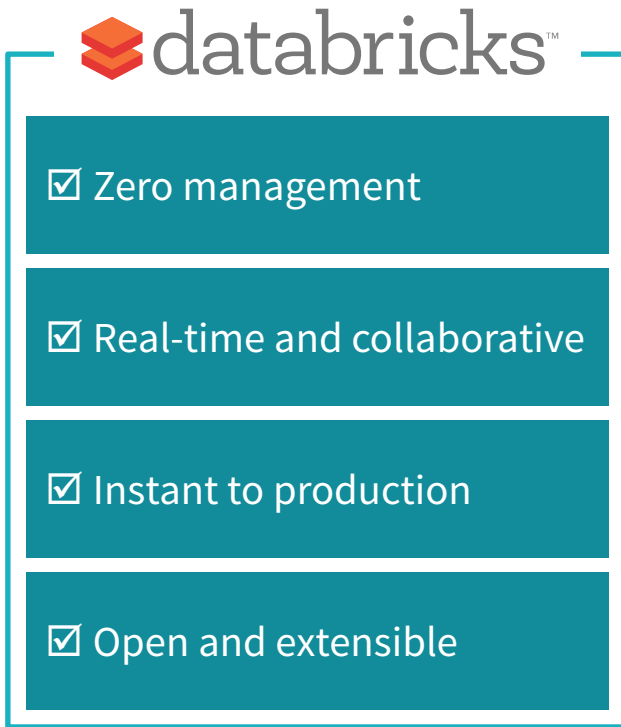 databricks™
☑ Zero management
☑ Real-time and collaborative
☑ Instant to production
☑ Open and extensible